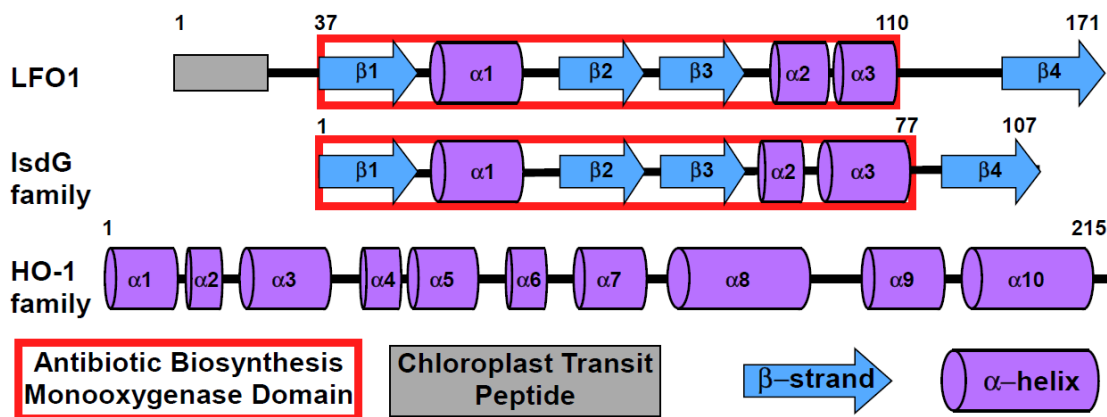 1 37 110 171
LFO1 β1 α1 β2 β3 α2 α3 β4
1 77 107
IsdG
family
β1 α1 β2 β3 α2 α3 β4
1 215
HO-1
family
α1 α2 α3 α4 α5 α6 α7 α8 α9 α10
Antibiotic Biosynthesis
Monooxygenase Domain
Chloroplast Transit
Peptide
β–strand
α–helix